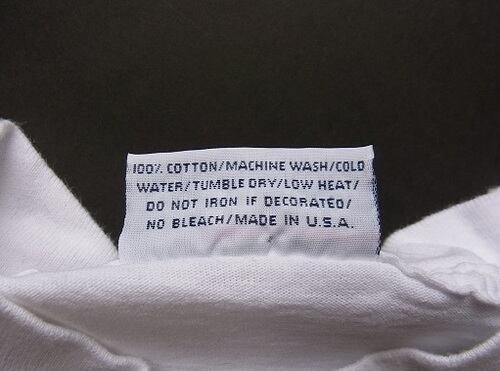 100% COTTON/MACHINE WASH/COLD
WATER/TUMBLE DRY/LOW HEAT/
DO NOT IRON IF DECORATED/
NO BLEACH/MADE IN U.S.A.